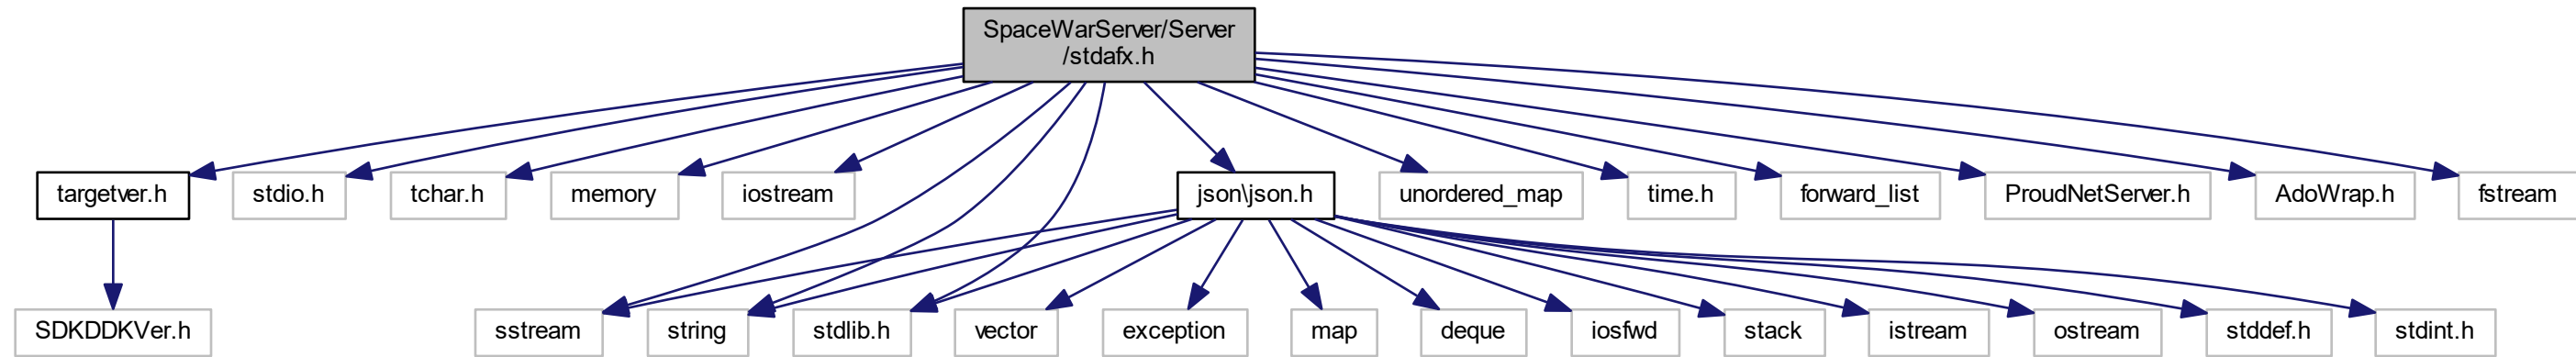 SpaceWarServer/Server
/stdafx.h
targetver.h
stdio.h
tchar.h
memory
iostream
json\json.h
unordered_map
time.h
forward_list
ProudNetServer.h
AdoWrap.h
fstream
SDKDDKVer.h
sstream
string
stdlib.h
vector
exception
map
deque
iosfwd
stack
istream
ostream
stddef.h
stdint.h